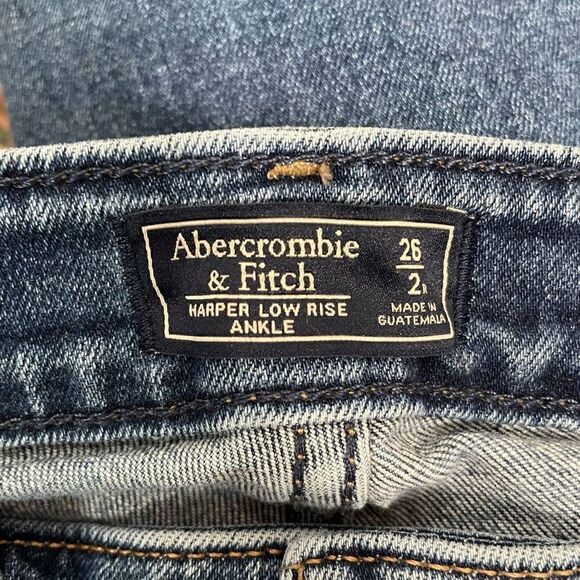 Abercrombie
& Fitch
HARPER LOW RISE
ANKLE
26
2R
MADE IN
GUATEMALA